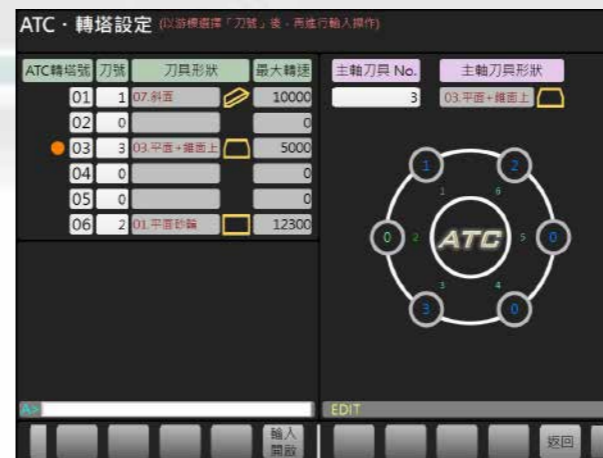 ATC・轉塔設定 (以游標選擇「刀號」後，再進行輸入操作)
ATC轉塔號 刀號 刀具形狀 最大轉速 主軸刀具 No. 主軸刀具形狀
01 1 07.斜面 10000 3 03.平面+錐面上
02 0 0
03 3 03.平面+錐面上 5000
04 0 0
05 0 0
06 2 01.平面砂輪 12300
1 2
1 6
0 2 ATC 5 0
3 4
3 0
A> EDIT
輸入
開啟
返回